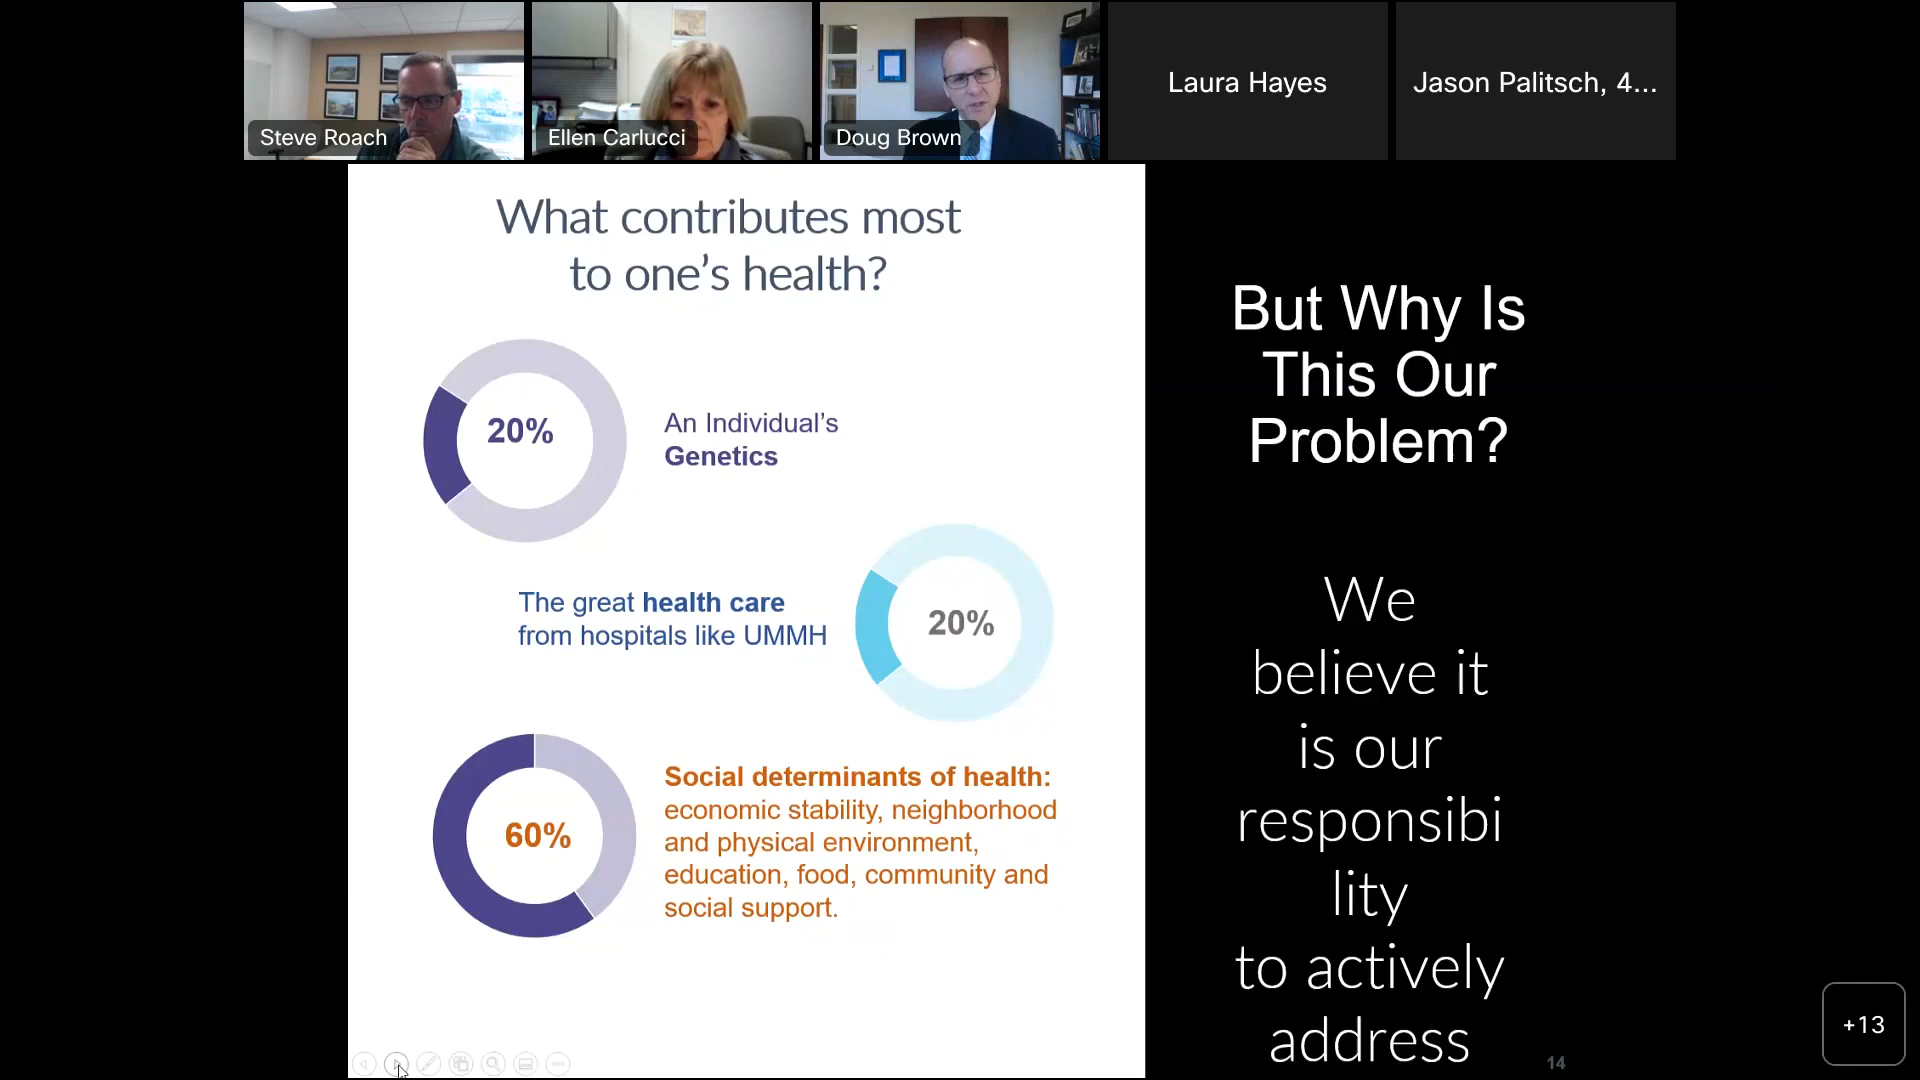 Steve Roach
Ellen Carlucci
Doug Brown
Laura Hayes
Jason Palitsch, 4...
What contributes most
to one’s health?
20%
An Individual’s
Genetics
The great health care
from hospitals like UMMH
20%
60%
Social determinants of health:
economic stability, neighborhood
and physical environment,
education, food, community and
social support.
But Why Is
This Our
Problem?
We
believe it
is our
responsibi
lity
to actively
address
14
+13